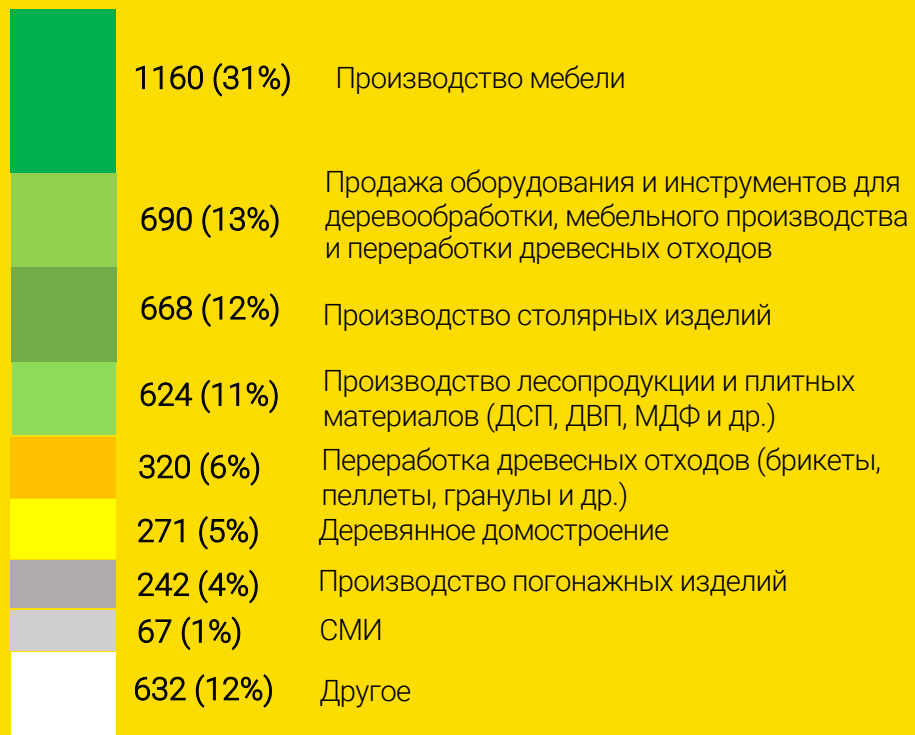 1160 (31%) Производство мебели
Продажа оборудования и инструментов для
690 (13%) деревообработки, мебельного производства
и переработки древесных отходов
668 (12%) Производство столярных изделий
Производство лесопродукции и плитных
624 (11%) материалов (ДСП, ДВП, МДФ и др.)
320 (6%) Переработка древесных отходов (брикеты,
пеллеты, гранулы и др.)
271 (5%) Деревянное домостроение
242 (4%) Производство погонажных изделий
67 (1%) СМИ
632 (12%) Другое